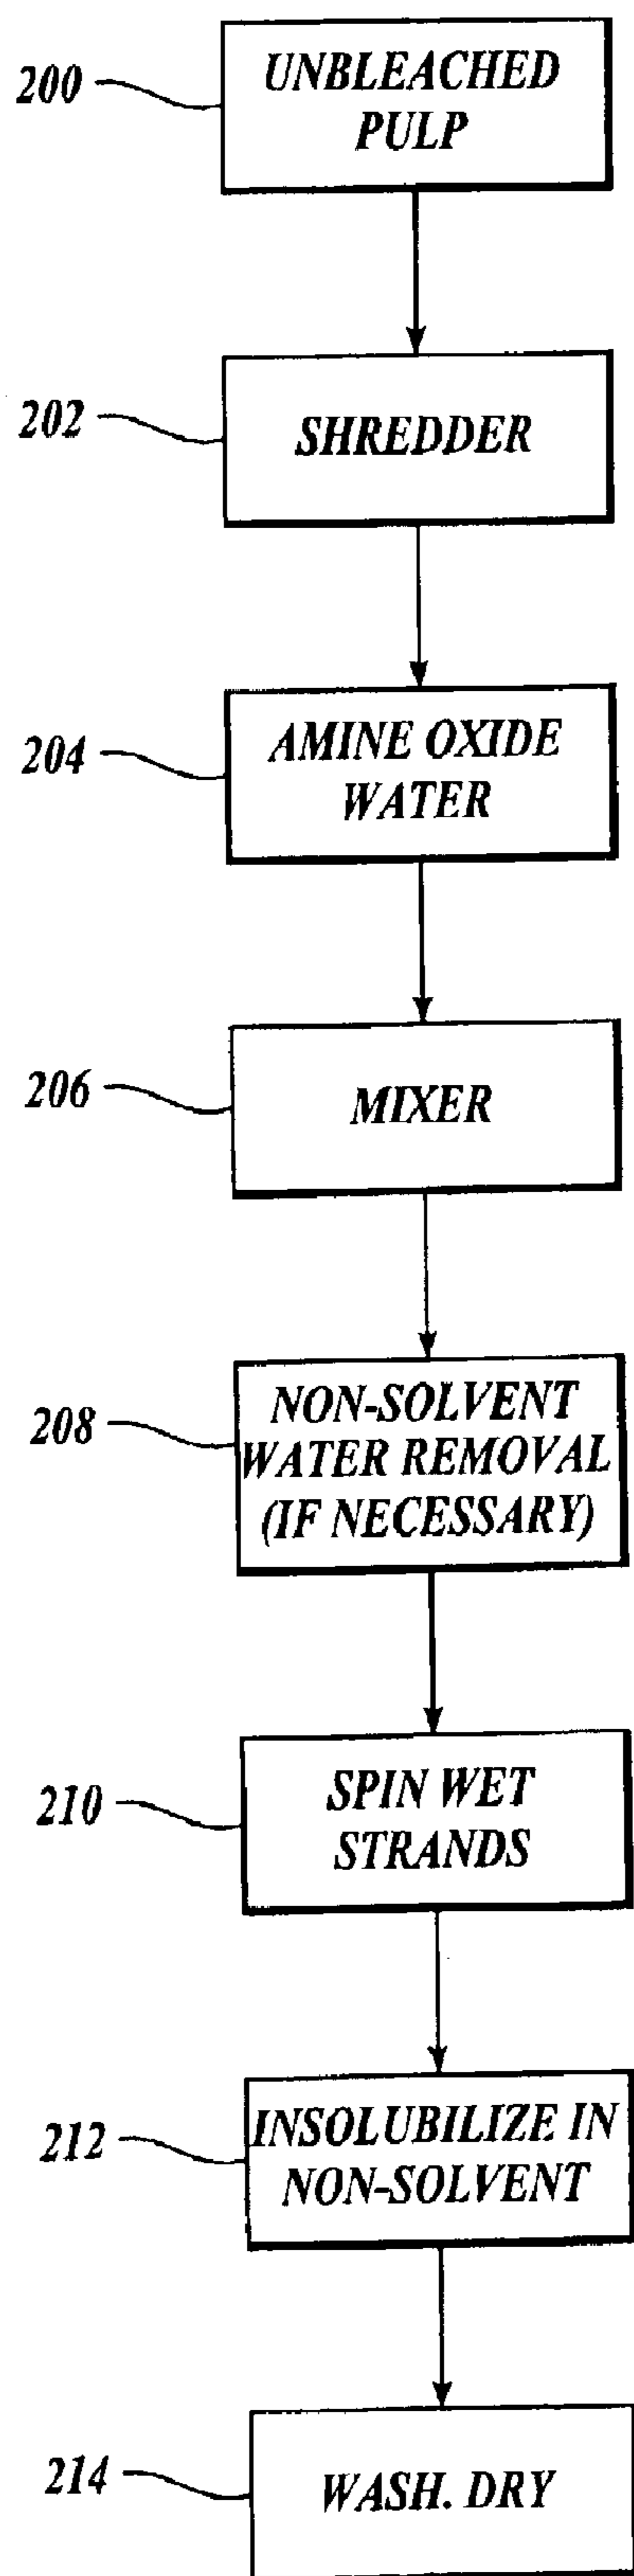 200
UNBLEACHED
PULP
202
SHREDDER
204
AMINE OXIDE
WATER
206
MIXER
208
NON-SOLVENT
WATER REMOVAL
(IF NECESSARY)
210
SPIN WET
STRANDS
212
INSOLUBILIZE IN
NON-SOLVENT
214
WASH. DRY